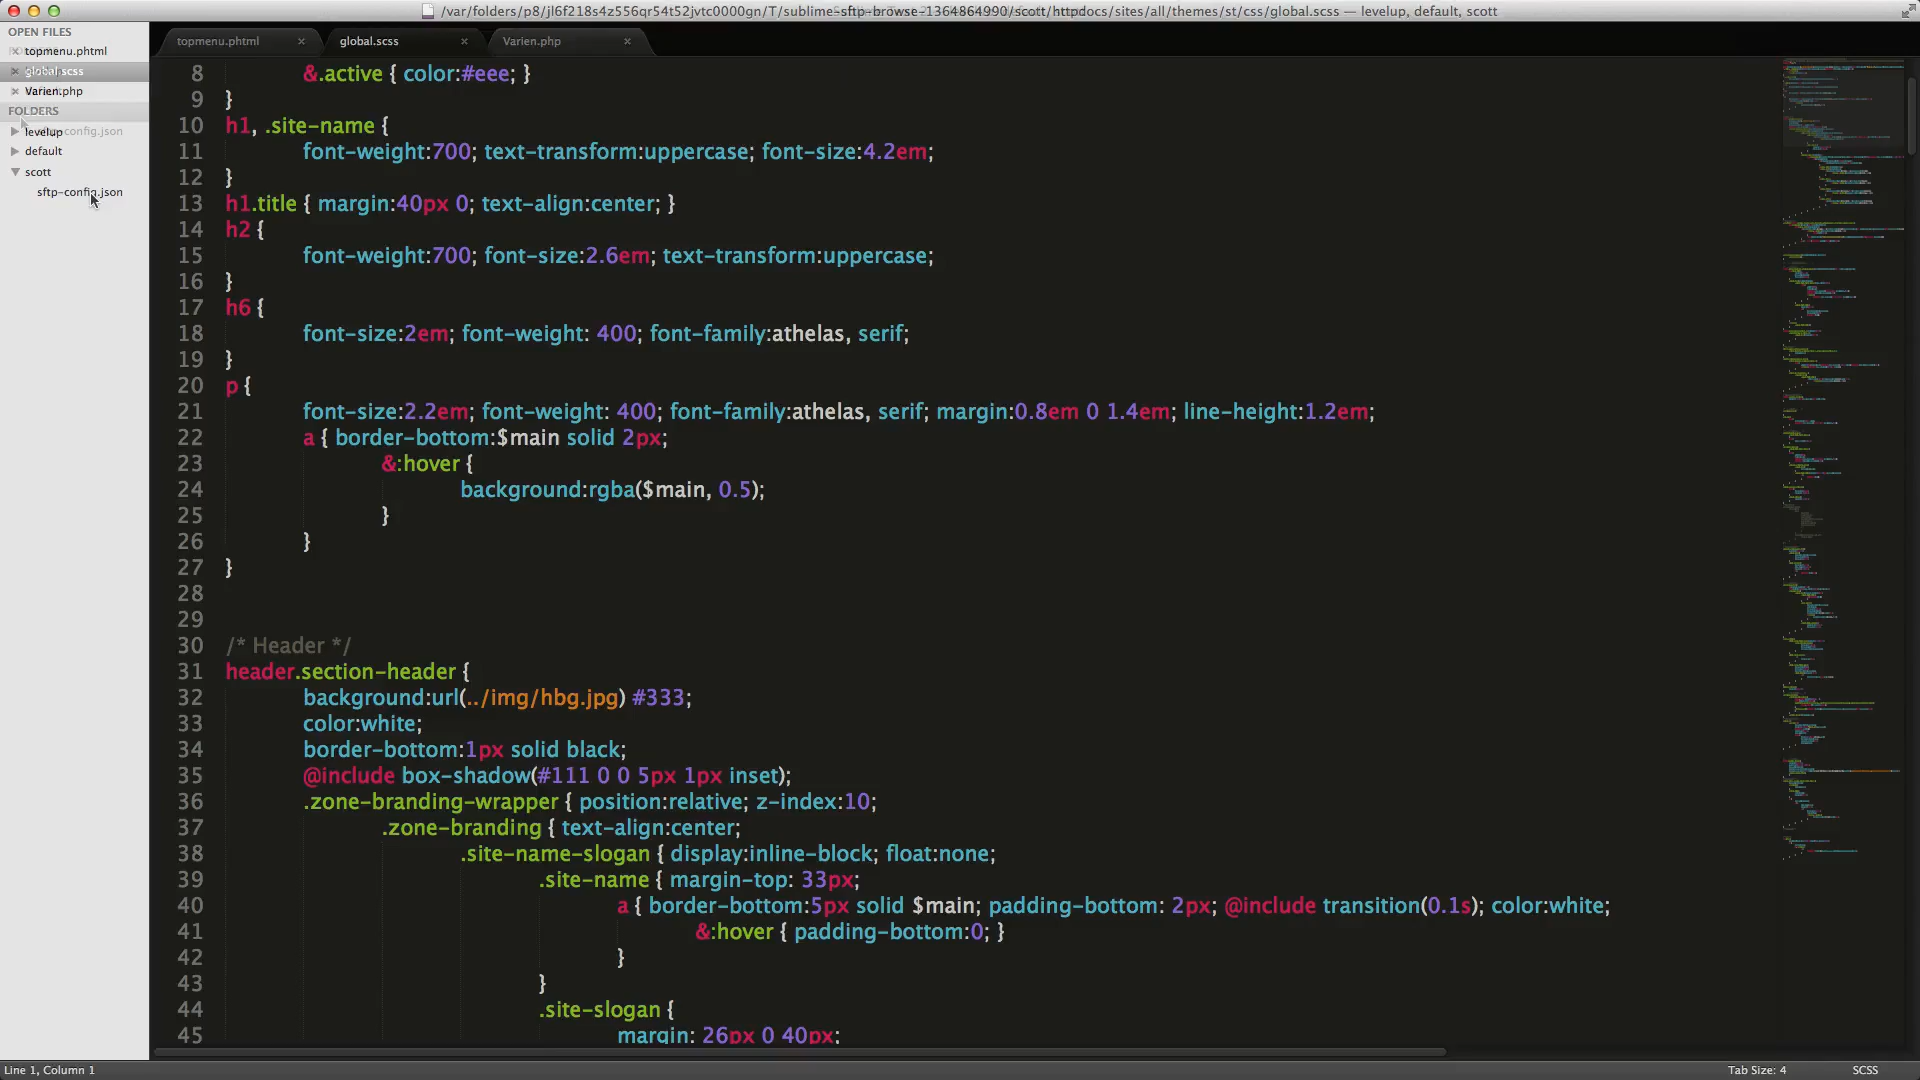 /var/folders/p8/jl6f218s4z556qr54t52jvtc0000gn/T/sublime-sftp-browse-1364864990/scott/httpdocs/sites/all/themes/st/css/global.scss — levelup, default, scott
OPEN FILES
topmenu.phtml
global.scss
Varien.php
FOLDERS
levelup
default
scott
sftp-config.json
topmenu.phtml
global.scss
Varien.php
8 &.active { color:#eee; }
9 }
10 h1, .site-name {
11 font-weight:700; text-transform:uppercase; font-size:4.2em;
12 }
13 h1.title { margin:40px 0; text-align:center; }
14 h2 {
15 font-weight:700; font-size:2.6em; text-transform:uppercase;
16 }
17 h6 {
18 font-size:2em; font-weight: 400; font-family:athelas, serif;
19 }
20 p {
21 font-size:2.2em; font-weight: 400; font-family:athelas, serif; margin:0.8em 0 1.4em; line-height:1.2em;
22 a { border-bottom:$main solid 2px;
23 &:hover {
24 background:rgba($main, 0.5);
25 }
26 }
27 }
28
29
30 /* Header */
31 header.section-header {
32 background:url(../img/hbg.jpg) #333;
33 color:white;
34 border-bottom:1px solid black;
35 @include box-shadow(#111 0 0 5px 1px inset);
36 .zone-branding-wrapper { position:relative; z-index:10;
37 .zone-branding { text-align:center;
38 .site-name-slogan { display:inline-block; float:none;
39 .site-name { margin-top: 33px;
40 a { border-bottom:5px solid $main; padding-bottom: 2px; @include transition(0.1s); color:white;
41 &:hover { padding-bottom:0; }
42 }
43 }
44 .site-slogan {
45 margin: 26px 0 40px;
Line 1, Column 1
Tab Size: 4
SCSS